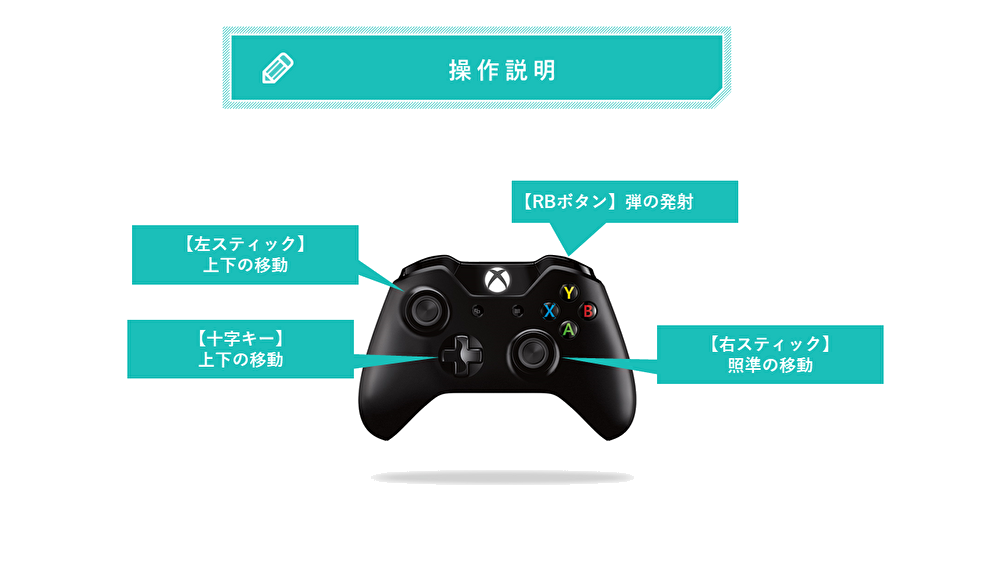 操作説明
【RBボタン】弾の発射
【左スティック】
上下の移動
【十字キー】
上下の移動
【右スティック】
照準の移動
Y
X
B
A